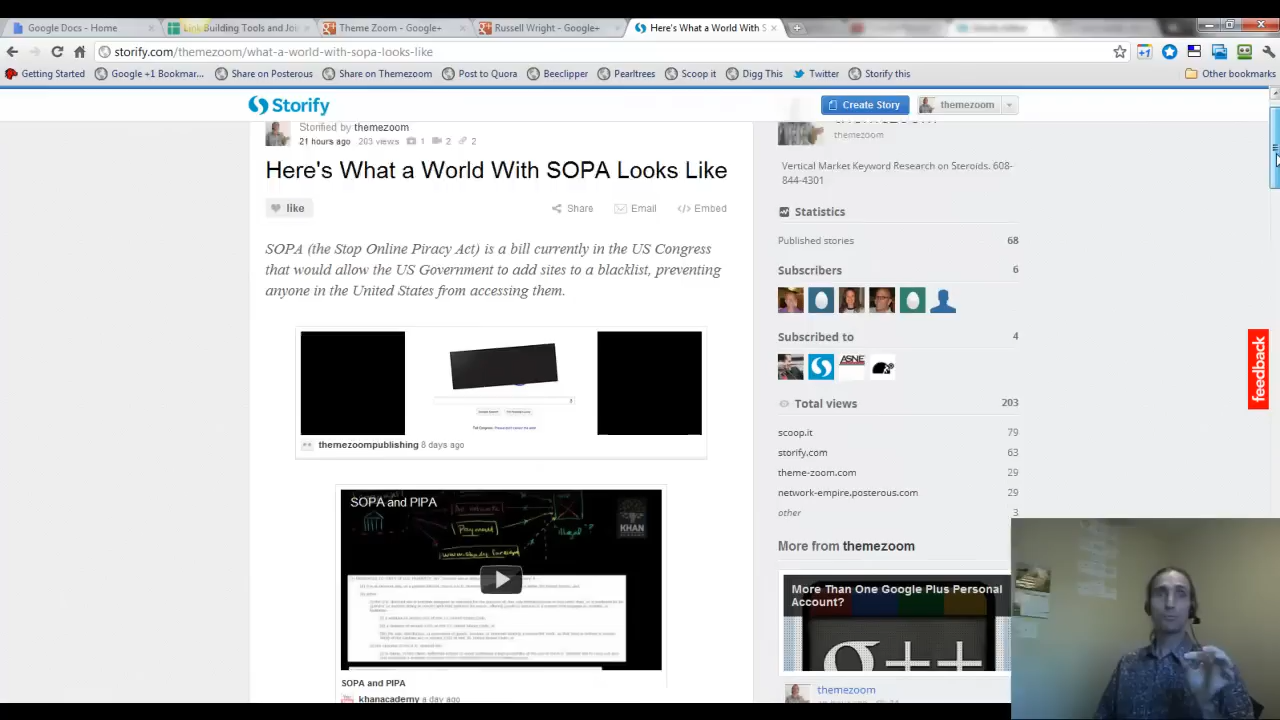 Google Docs - Home
Link Building Tools and Joi
Theme Zoom - Google+
Russell Wright - Google+
Here's What a World With S
storify.com/themezoom/what-a-world-with-sopa-looks-like
Getting Started
Google +1 Bookmar...
Share on Posterous
Share on Themezoom
Post to Quora
Beeclipper
Pearltrees
Scoop it
Digg This
Twitter
Storify this
Other bookmarks
Storify
Create Story
themezoom
Storified by themezoom
21 hours ago 203 views 1 2 2
Here's What a World With SOPA Looks Like
like
Share
Email
</> Embed
SOPA (the Stop Online Piracy Act) is a bill currently in the US Congress
that would allow the US Government to add sites to a blacklist, preventing
anyone in the United States from accessing them.
themezoompublishing 8 days ago
SOPA and PIPA
KHAN
SOPA and PIPA
khanacademy a day ago
themezoom
Vertical Market Keyword Research on Steroids. 608-
844-4301
Statistics
Published stories 68
Subscribers 6
Subscribed to 4
ASNE
Total views 203
scoop.it 79
storify.com 63
theme-zoom.com 29
network-empire.posterous.com 29
other 3
More from themezoom
More Than One Google Plus Personal
Account?
g++
themezoom
feedback
+1